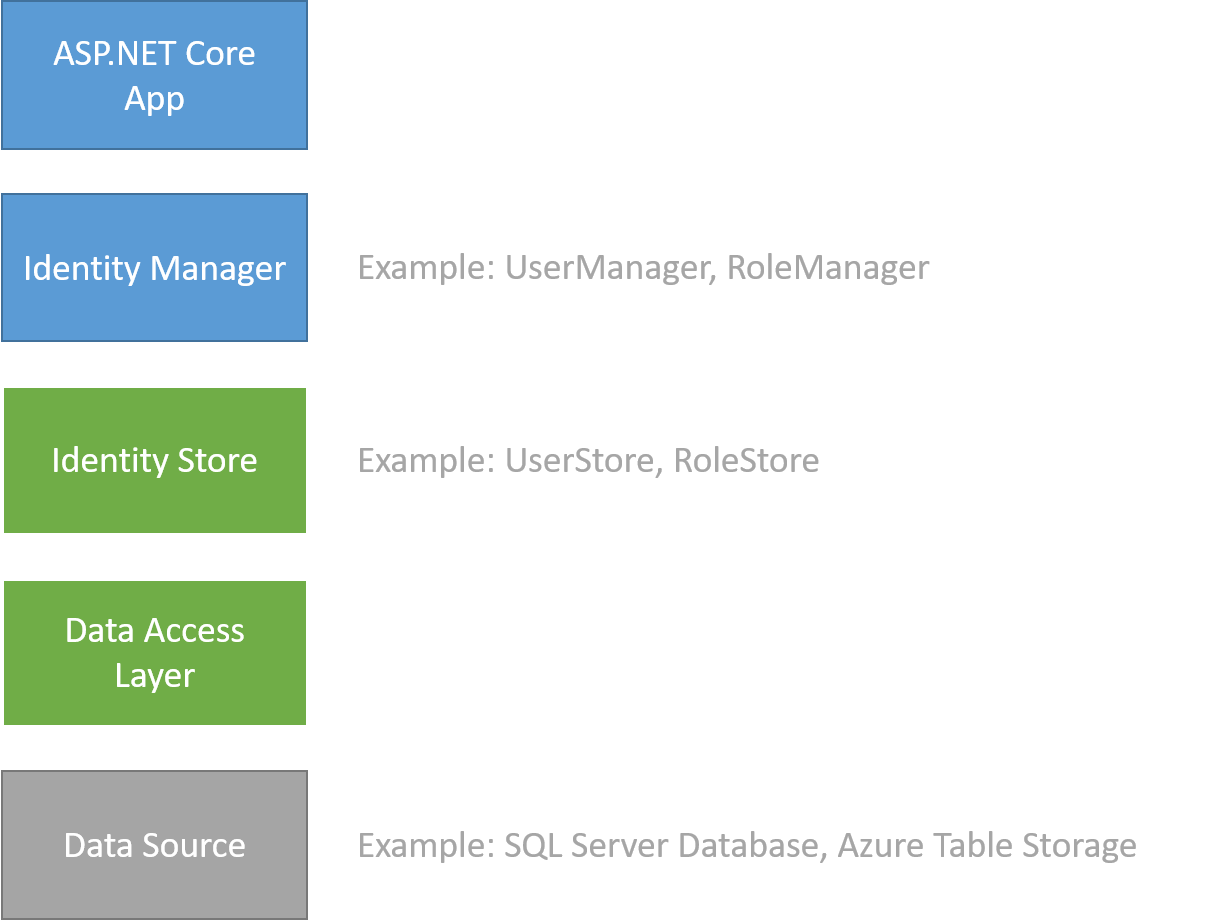 ASP.NET Core
App
Identity Manager
Example: UserManager, RoleManager
Identity Store
Example: UserStore, RoleStore
Data Access
Layer
Data Source
Example: SQL Server Database, Azure Table Storage